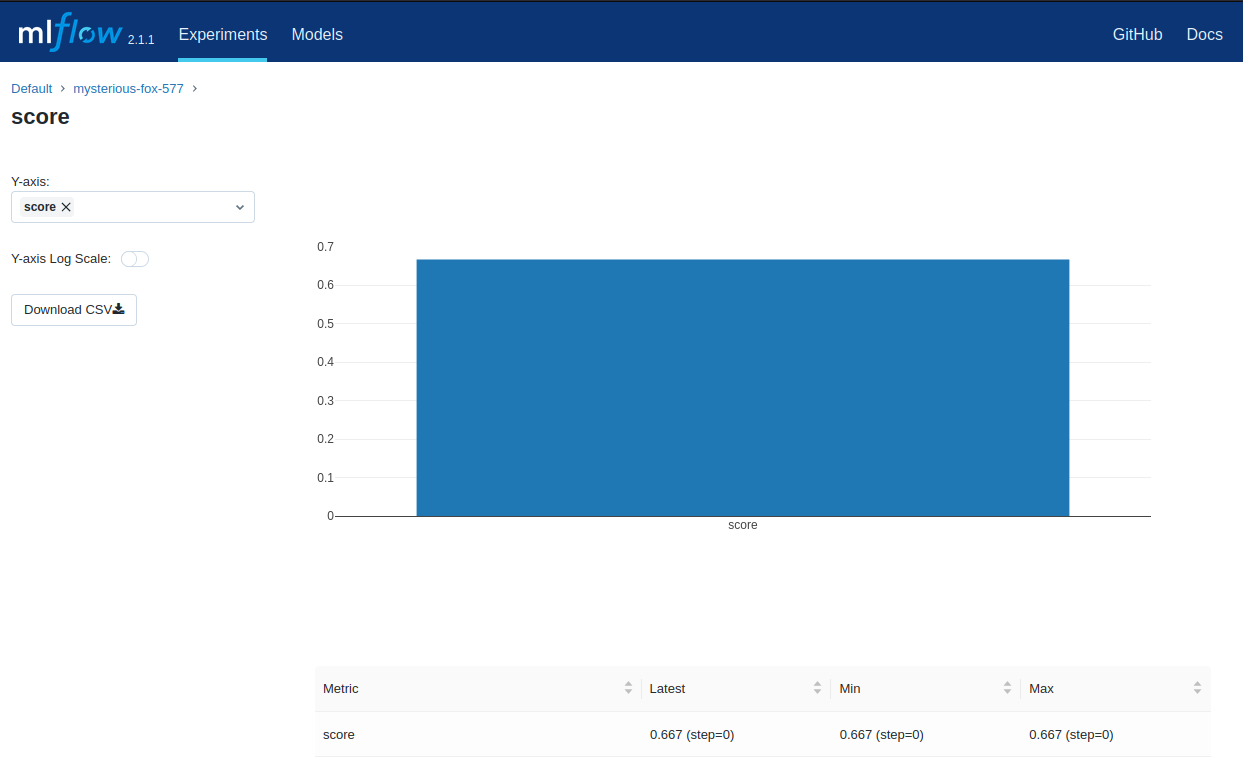 mlflow 2.1.1 Experiments Models GitHub Docs
Default › mysterious-fox-577 ›
score
Y-axis:
score
Y-axis Log Scale:
Download CSV
0.7
0.6
0.5
0.4
0.3
0.2
0.1
0
score
Metric Latest Min Max
score 0.667 (step=0) 0.667 (step=0) 0.667 (step=0)